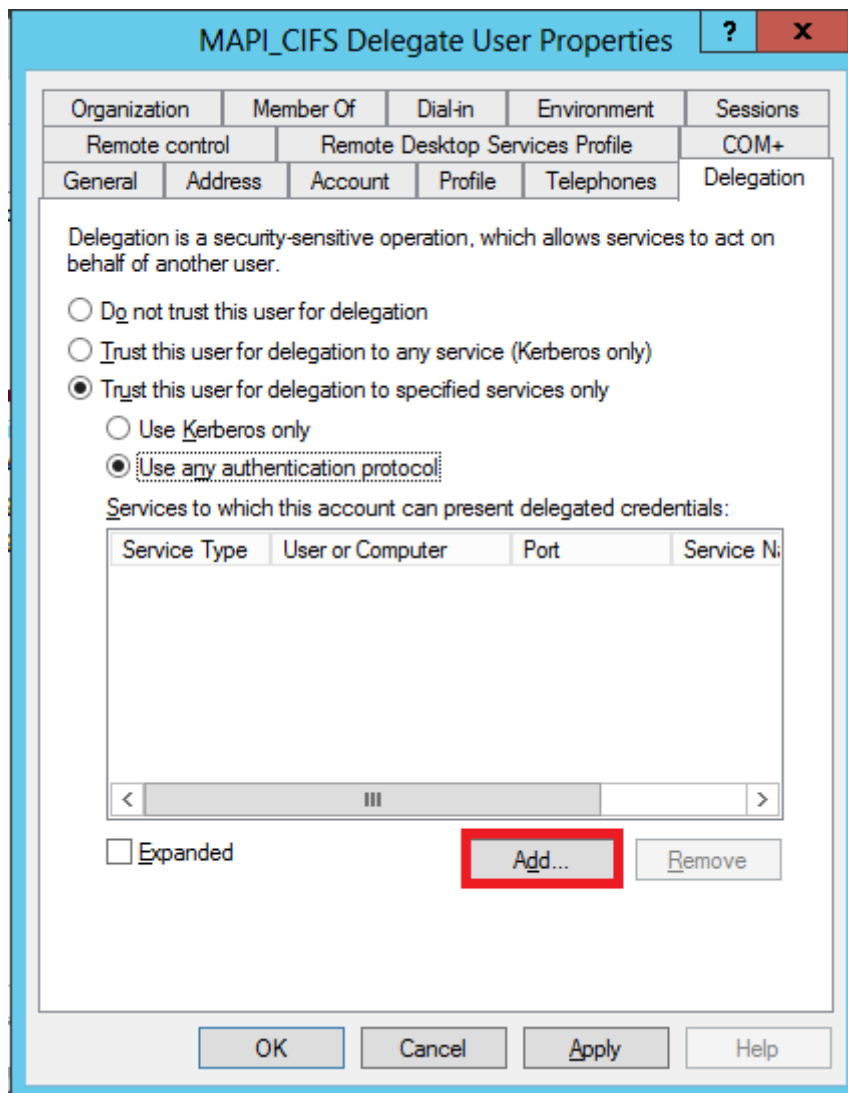 MAPI_CIFS Delegate User Properties
? x
Organization Member Of Dial-in Environment Sessions
Remote control Remote Desktop Services Profile COM+
General Address Account Profile Telephones Delegation
Delegation is a security-sensitive operation, which allows services to act on
behalf of another user.
Do not trust this user for delegation
Trust this user for delegation to any service (Kerberos only)
Trust this user for delegation to specified services only
Use Kerberos only
Use any authentication protocol
Services to which this account can present delegated credentials:
Service Type User or Computer Port Service Na
Expanded Add... Remove
OK Cancel Apply Help